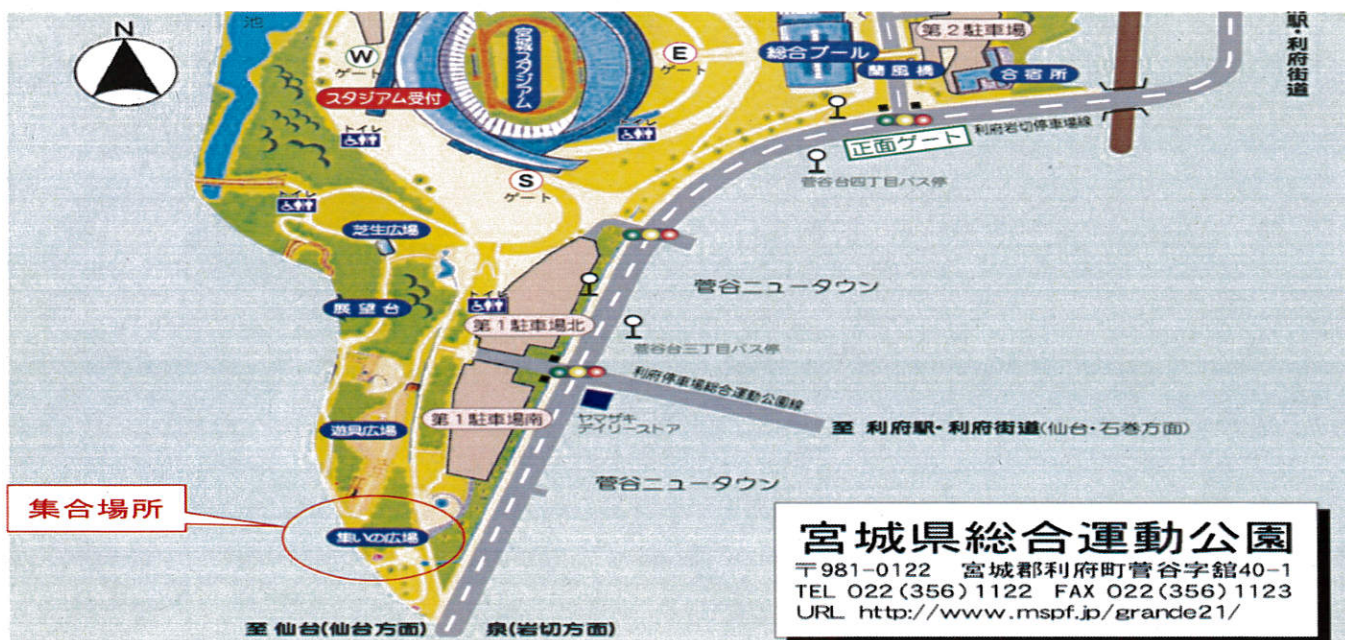 池
N
W
ゲート
スタジアム受付
宮城スタジアム
E
ゲート
総合プール
第2駐車場
蘭風橋
合宿所
駅・利府街道
トイレ
トイレ
利府岩切停車場線
正面ゲート
S
ゲート
菅谷台四丁目バス停
トイレ
芝生広場
菅谷ニュータウン
展望台
トイレ
第1駐車場北
菅谷台三丁目バス停
利府停車場総合運動公園線
第1駐車場南
ヤマザキ
デイリーストア
至 利府駅・利府街道(仙台・石巻方面)
遊具広場
菅谷ニュータウン
集合場所
集いの広場
宮城県総合運動公園
〒981-0122 宮城郡利府町菅谷字舘40-1
TEL 022(356)1122 FAX 022(356)1123
URL http://www.mspf.jp/grande21/
至 仙台(仙台方面)
泉(岩切方面)